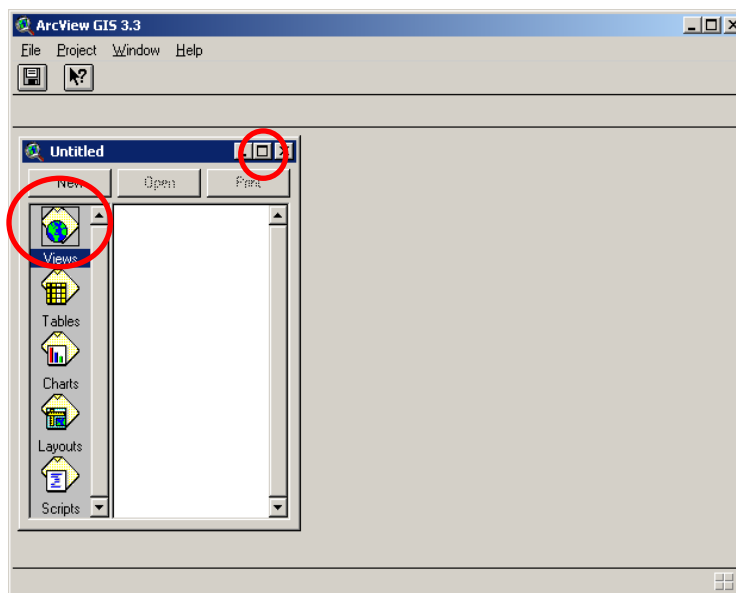 ArcView GIS 3.3
File Project Window Help
Untitled
New Open Print
Views
Tables
Charts
Layouts
Scripts